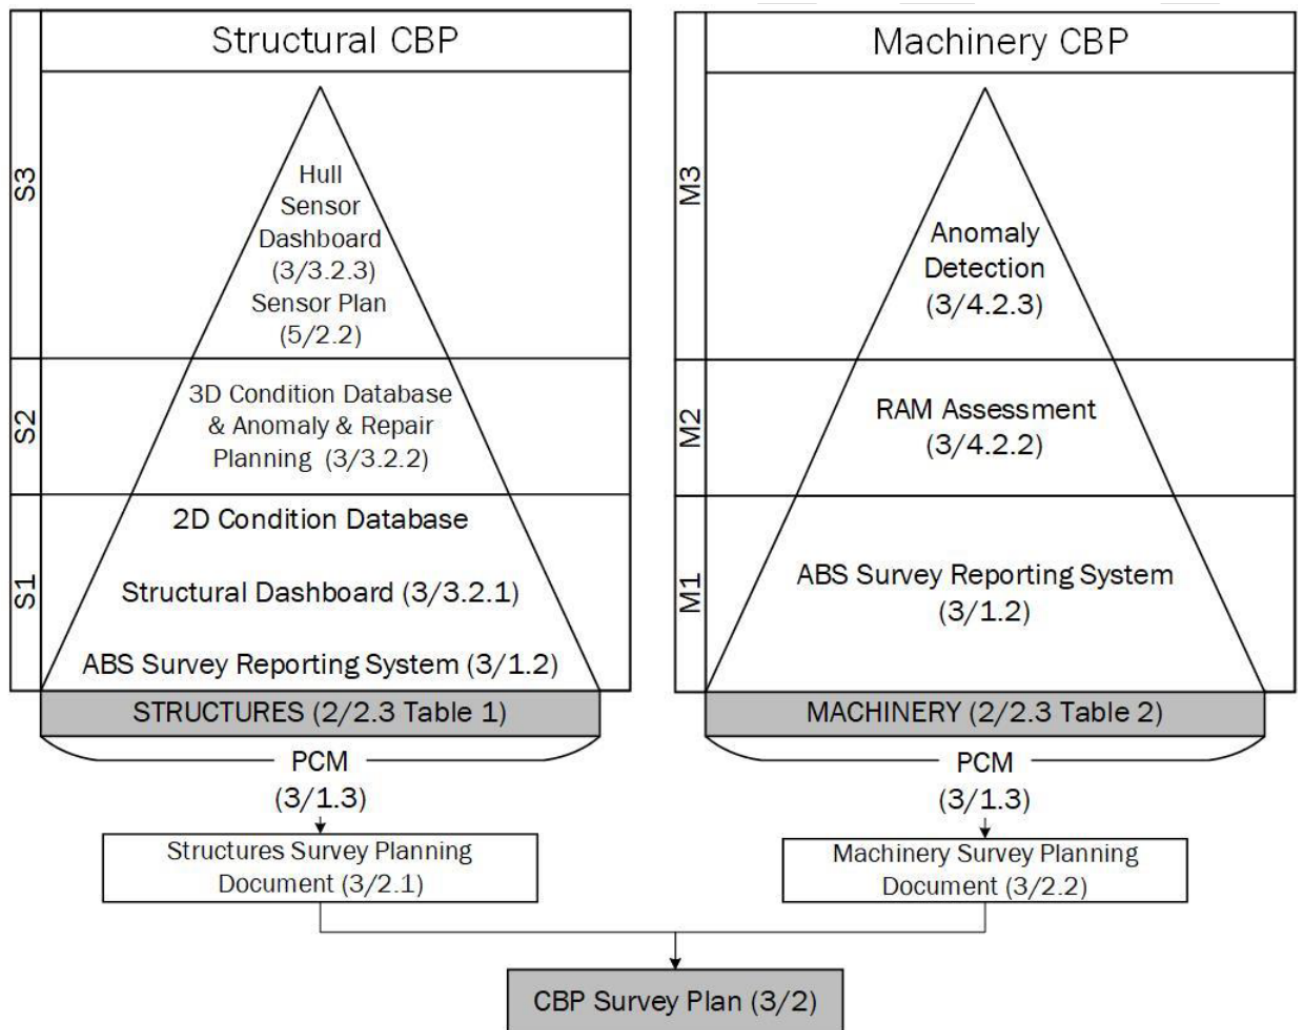 Structural CBP
S3
Hull
Sensor
Dashboard
(3/3.2.3)
Sensor Plan
(5/2.2)
S2
3D Condition Database
& Anomaly & Repair
Planning (3/3.2.2)
S1
2D Condition Database
Structural Dashboard (3/3.2.1)
ABS Survey Reporting System (3/1.2)
STRUCTURES (2/2.3 Table 1)
PCM
(3/1.3)
Structures Survey Planning
Document (3/2.1)
Machinery CBP
M3
Anomaly
Detection
(3/4.2.3)
M2
RAM Assessment
(3/4.2.2)
M1
ABS Survey Reporting System
(3/1.2)
MACHINERY (2/2.3 Table 2)
PCM
(3/1.3)
Machinery Survey Planning
Document (3/2.2)
CBP Survey Plan (3/2)